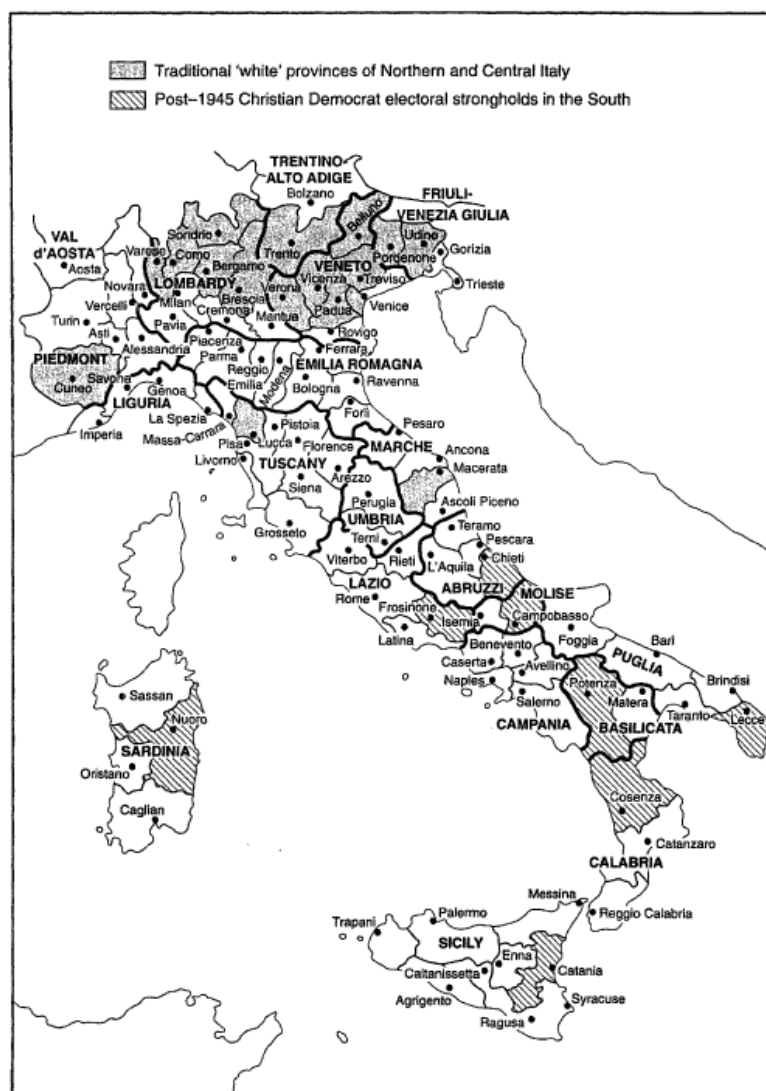 Traditional 'white' provinces of Northern and Central Italy
Post–1945 Christian Democrat electoral strongholds in the South
TRENTINO-
ALTO ADIGE
Bolzano
FRIULI-
VENEZIA GIULIA
VAL
d'AOSTA
Aosta
Sondrio
Belluno
Udine
Varese
Como
Trento
Pordenone
Gorizia
Bergamo
VENETO
Novara
LOMBARDY
Verona
Vicenza
Treviso
Trieste
Vercelli
Milan
Brescia
Padua
Venice
Turin
Pavia
Cremona
Mantua
Rovigo
Asti
Alessandria
Piacenza
Ferrara
PIEDMONT
Parma
EMILIA ROMAGNA
Cuneo
Savona
Reggio
Emilia
Modena
Bologna
Ravenna
Genoa
LIGURIA
Forli
Imperia
La Spezia
Massa-Carrara
Pistoia
Pesaro
Pisa
Lucca
Florence
MARCHE
Ancona
Livorno
TUSCANY
Arezzo
Macerata
Siena
Perugia
Ascoli Piceno
Grosseto
UMBRIA
Teramo
Terni
Pescara
Viterbo
Rieti
L'Aquila
Chieti
LAZIO
ABRUZZI
MOLISE
Rome
Frosinone
Isernia
Campobasso
Latina
Benevento
Foggia
Bari
Caserta
Avellino
PUGLIA
Naples
Potenza
Brindisi
Sassan
Salerno
Matera
Taranto
Lecce
Nuoro
CAMPANIA
BASILICATA
SARDINIA
Oristano
Cosenza
Caglian
Catanzaro
CALABRIA
Messina
Trapani
Palermo
Reggio Calabria
SICILY
Enna
Caltanissetta
Catania
Agrigento
Syracuse
Ragusa